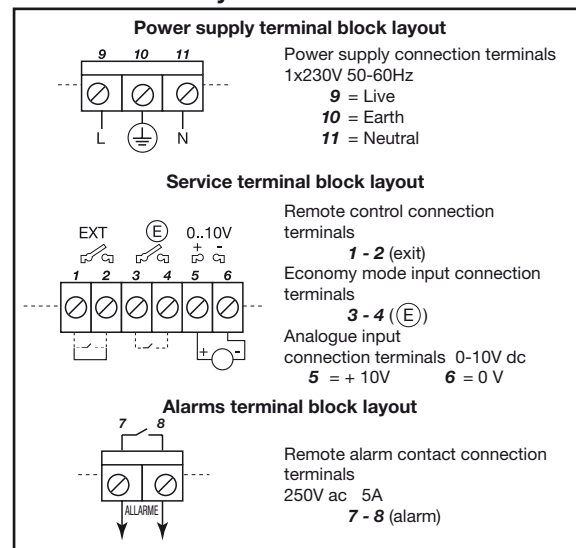 Power supply terminal block layout
9 10 11
L N
Power supply connection terminals
1x230V 50-60Hz
9 = Live
10 = Earth
11 = Neutral
Service terminal block layout
EXT E 0..10V
+ -
1 2 3 4 5 6
+ -
Remote control connection
terminals
1 - 2 (exit)
Economy mode input connection
terminals
3 - 4 (E)
Analogue input
connection terminals 0-10V dc
5 = + 10V 6 = 0 V
Alarms terminal block layout
7 8
ALLARME
Remote alarm contact connection
terminals
250V ac 5A
7 - 8 (alarm)